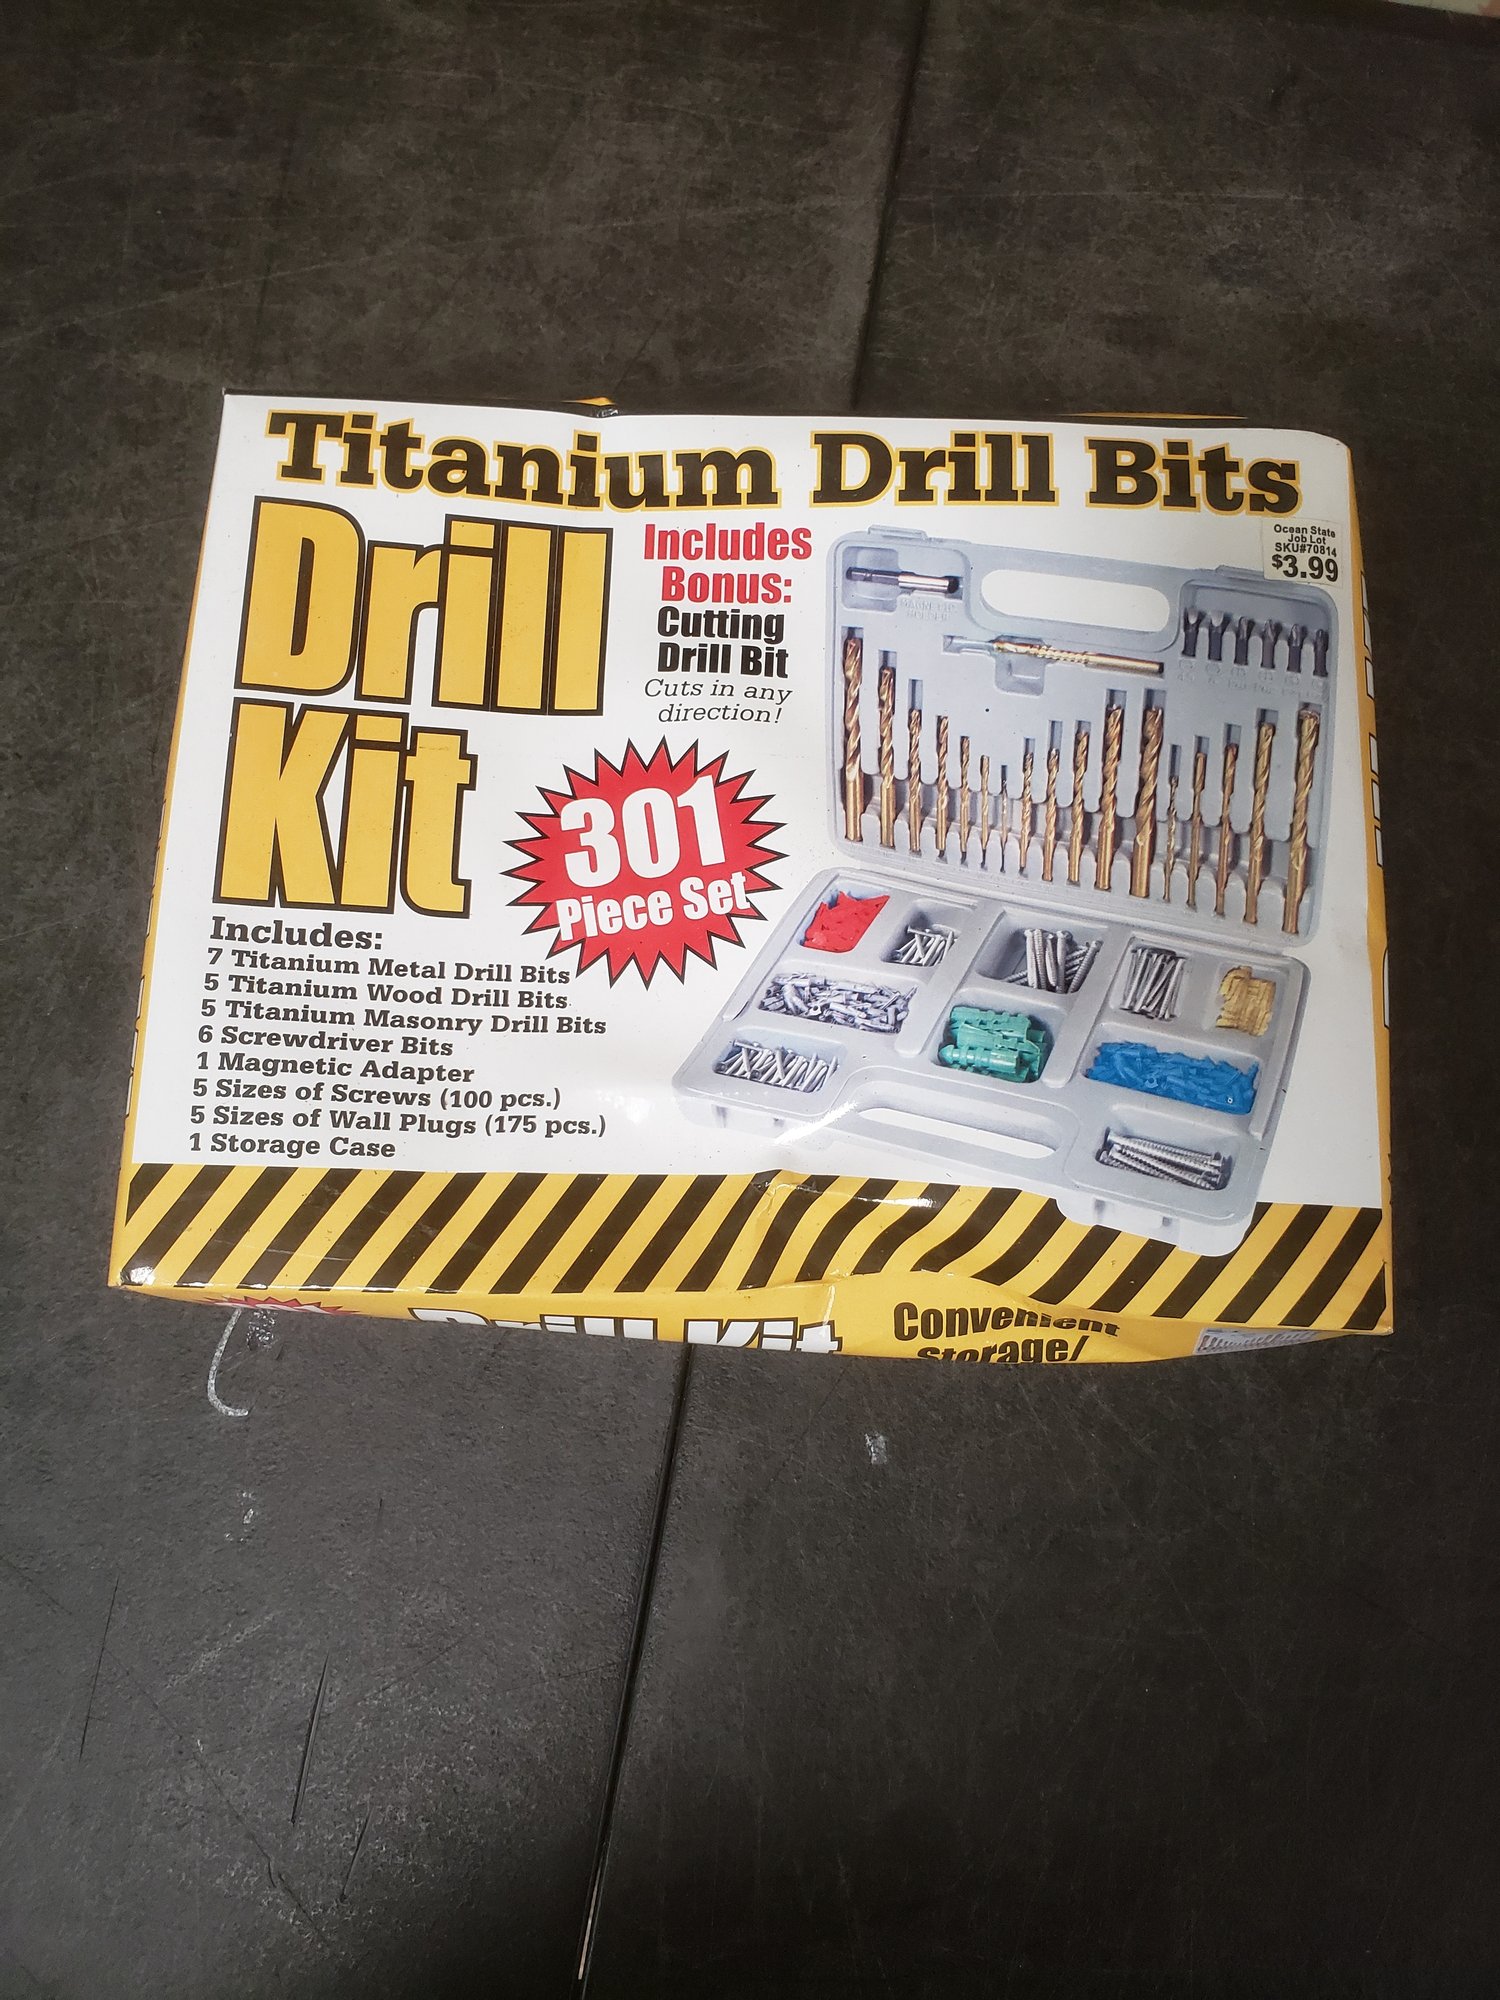 Titanium Drill Bits
Drill
Kit
Includes
Bonus:
Cutting
Drill Bit
Cuts in any
direction!
Ocean State
Job Lot
SKU#70814
$3.99
301
Piece Set
Includes:
7 Titanium Metal Drill Bits
5 Titanium Wood Drill Bits
5 Titanium Masonry Drill Bits
6 Screwdriver Bits
1 Magnetic Adapter
5 Sizes of Screws (100 pcs.)
5 Sizes of Wall Plugs (175 pcs.)
1 Storage Case
MAGNETIC
HOLDER
Drill Kit
Convenient
Storage/